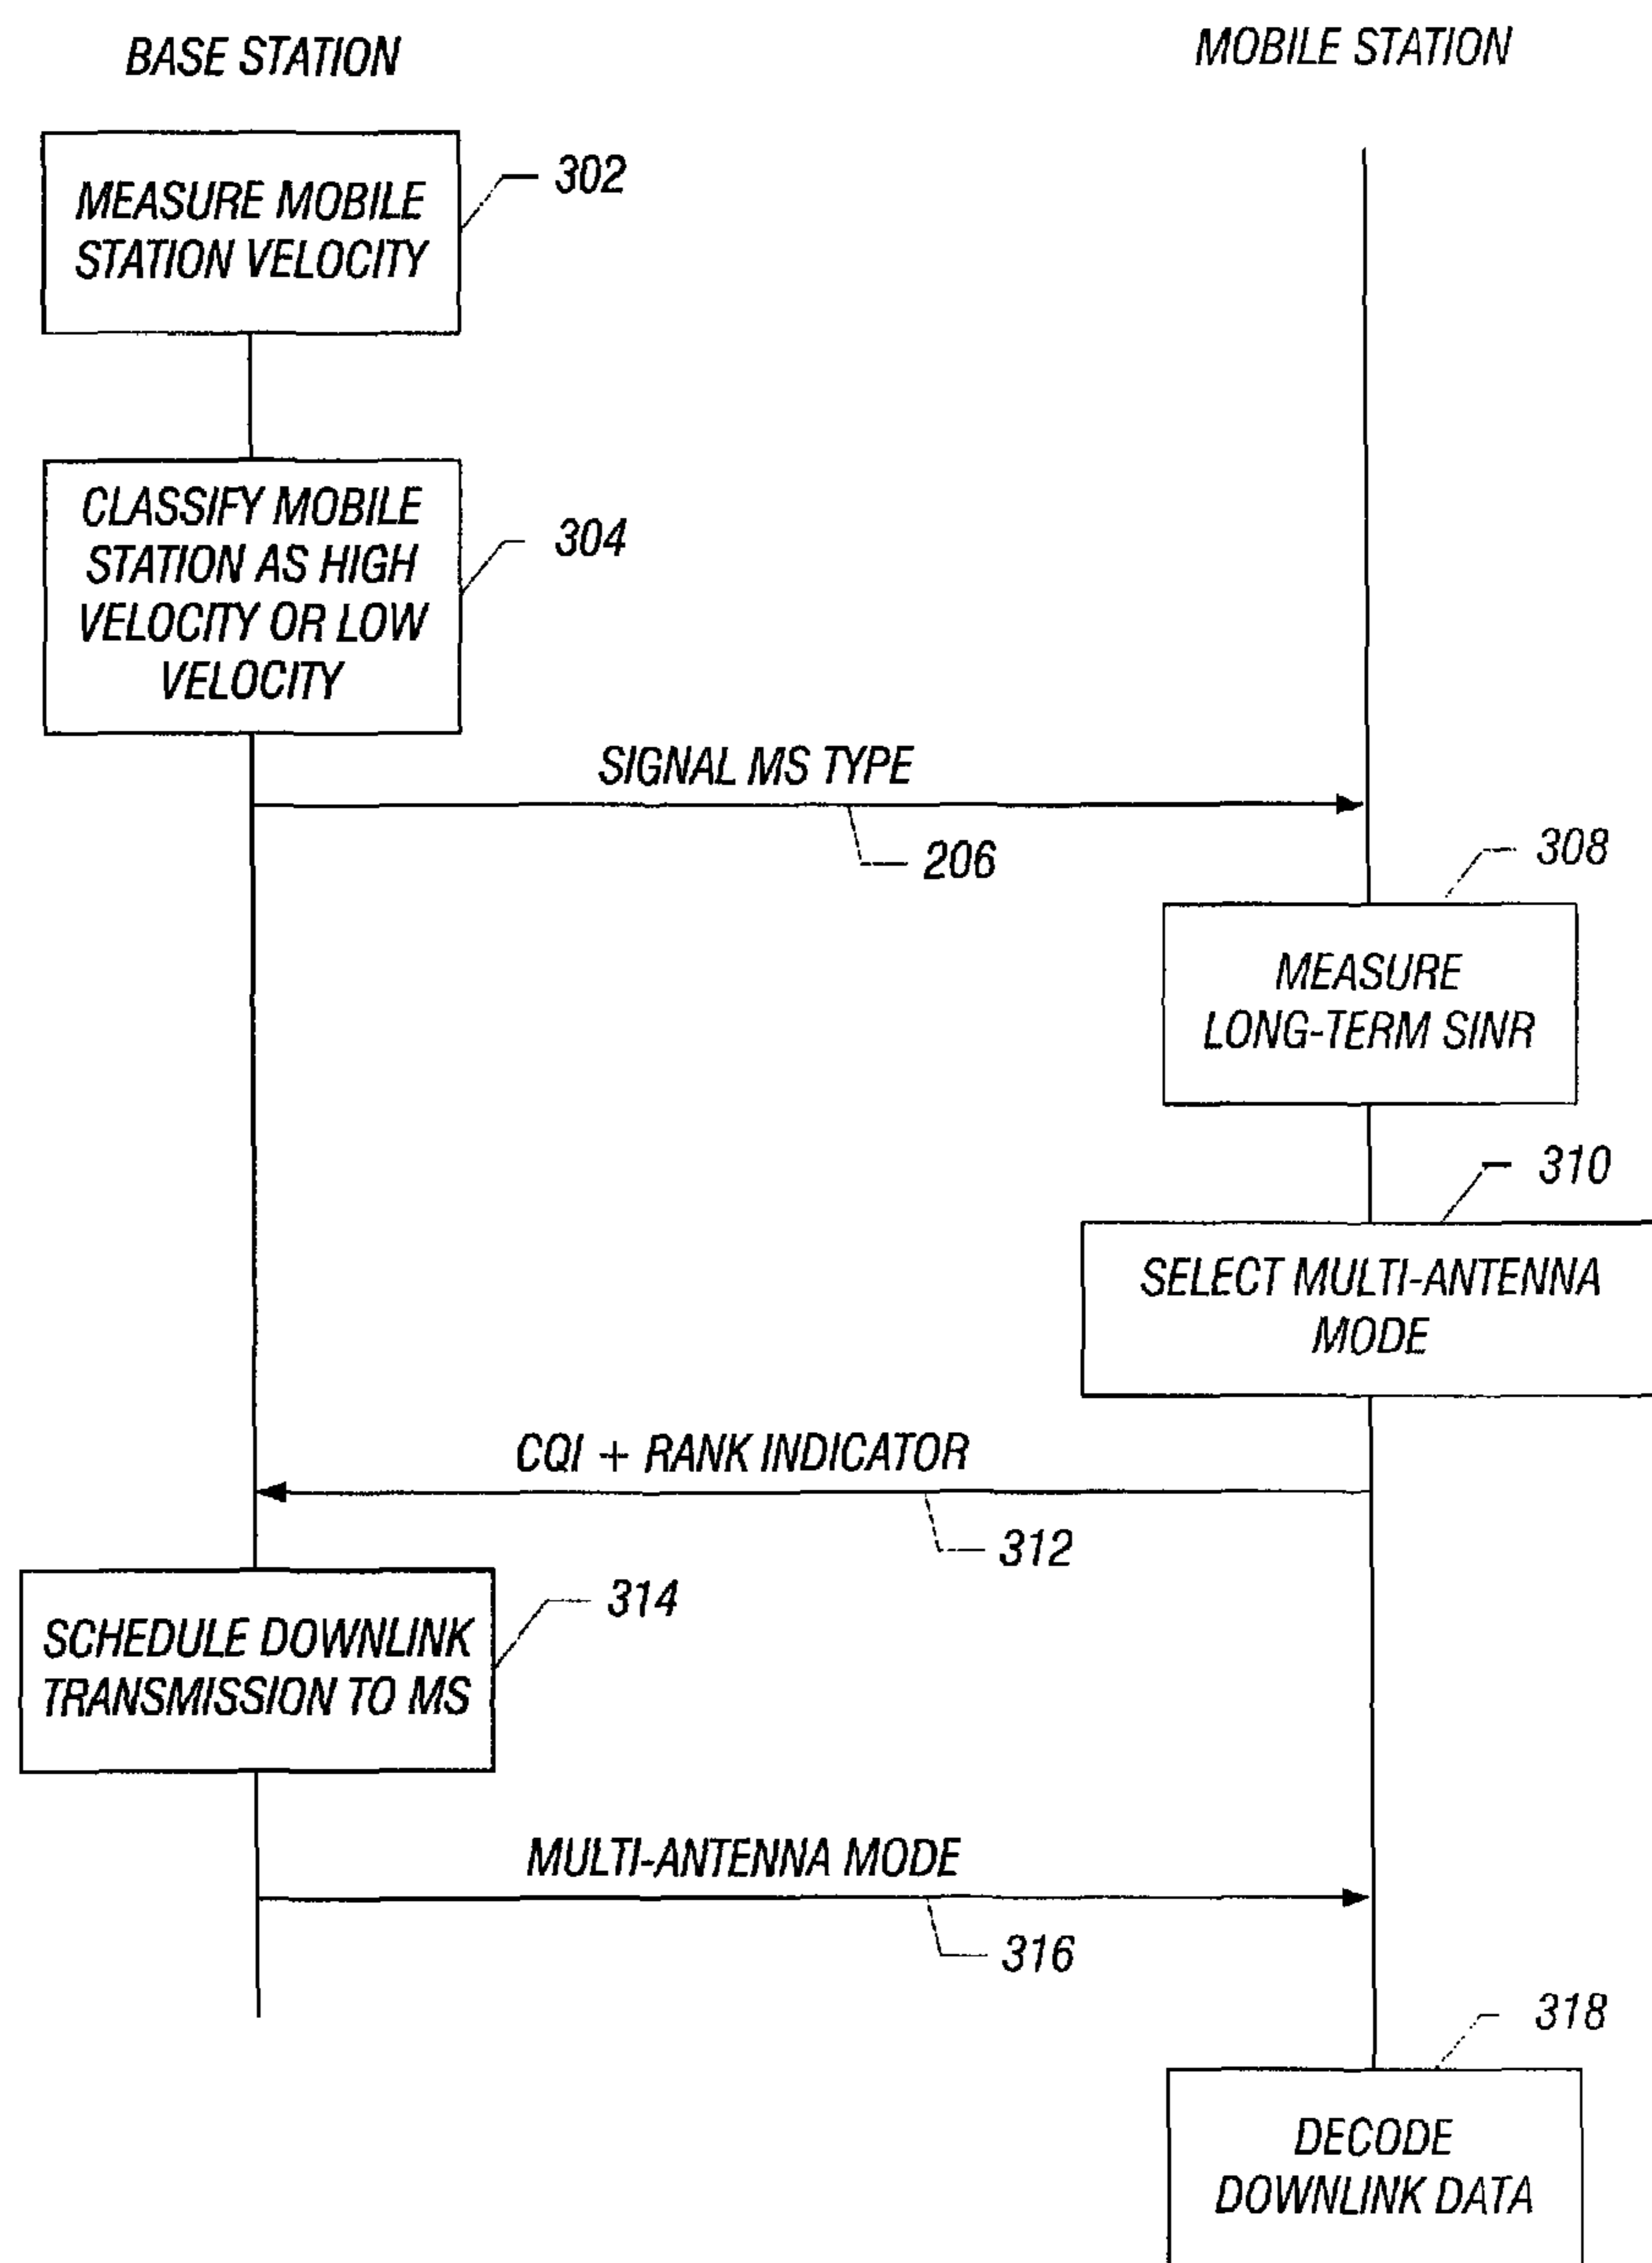 BASE STATION
MOBILE STATION
MEASURE MOBILE
STATION VELOCITY
302
CLASSIFY MOBILE
STATION AS HIGH
VELOCITY OR LOW
VELOCITY
304
SIGNAL MS TYPE
206
308
MEASURE
LONG-TERM SINR
310
SELECT MULTI-ANTENNA
MODE
CQI + RANK INDICATOR
312
SCHEDULE DOWNLINK
TRANSMISSION TO MS
314
MULTI-ANTENNA MODE
316
318
DECODE
DOWNLINK DATA